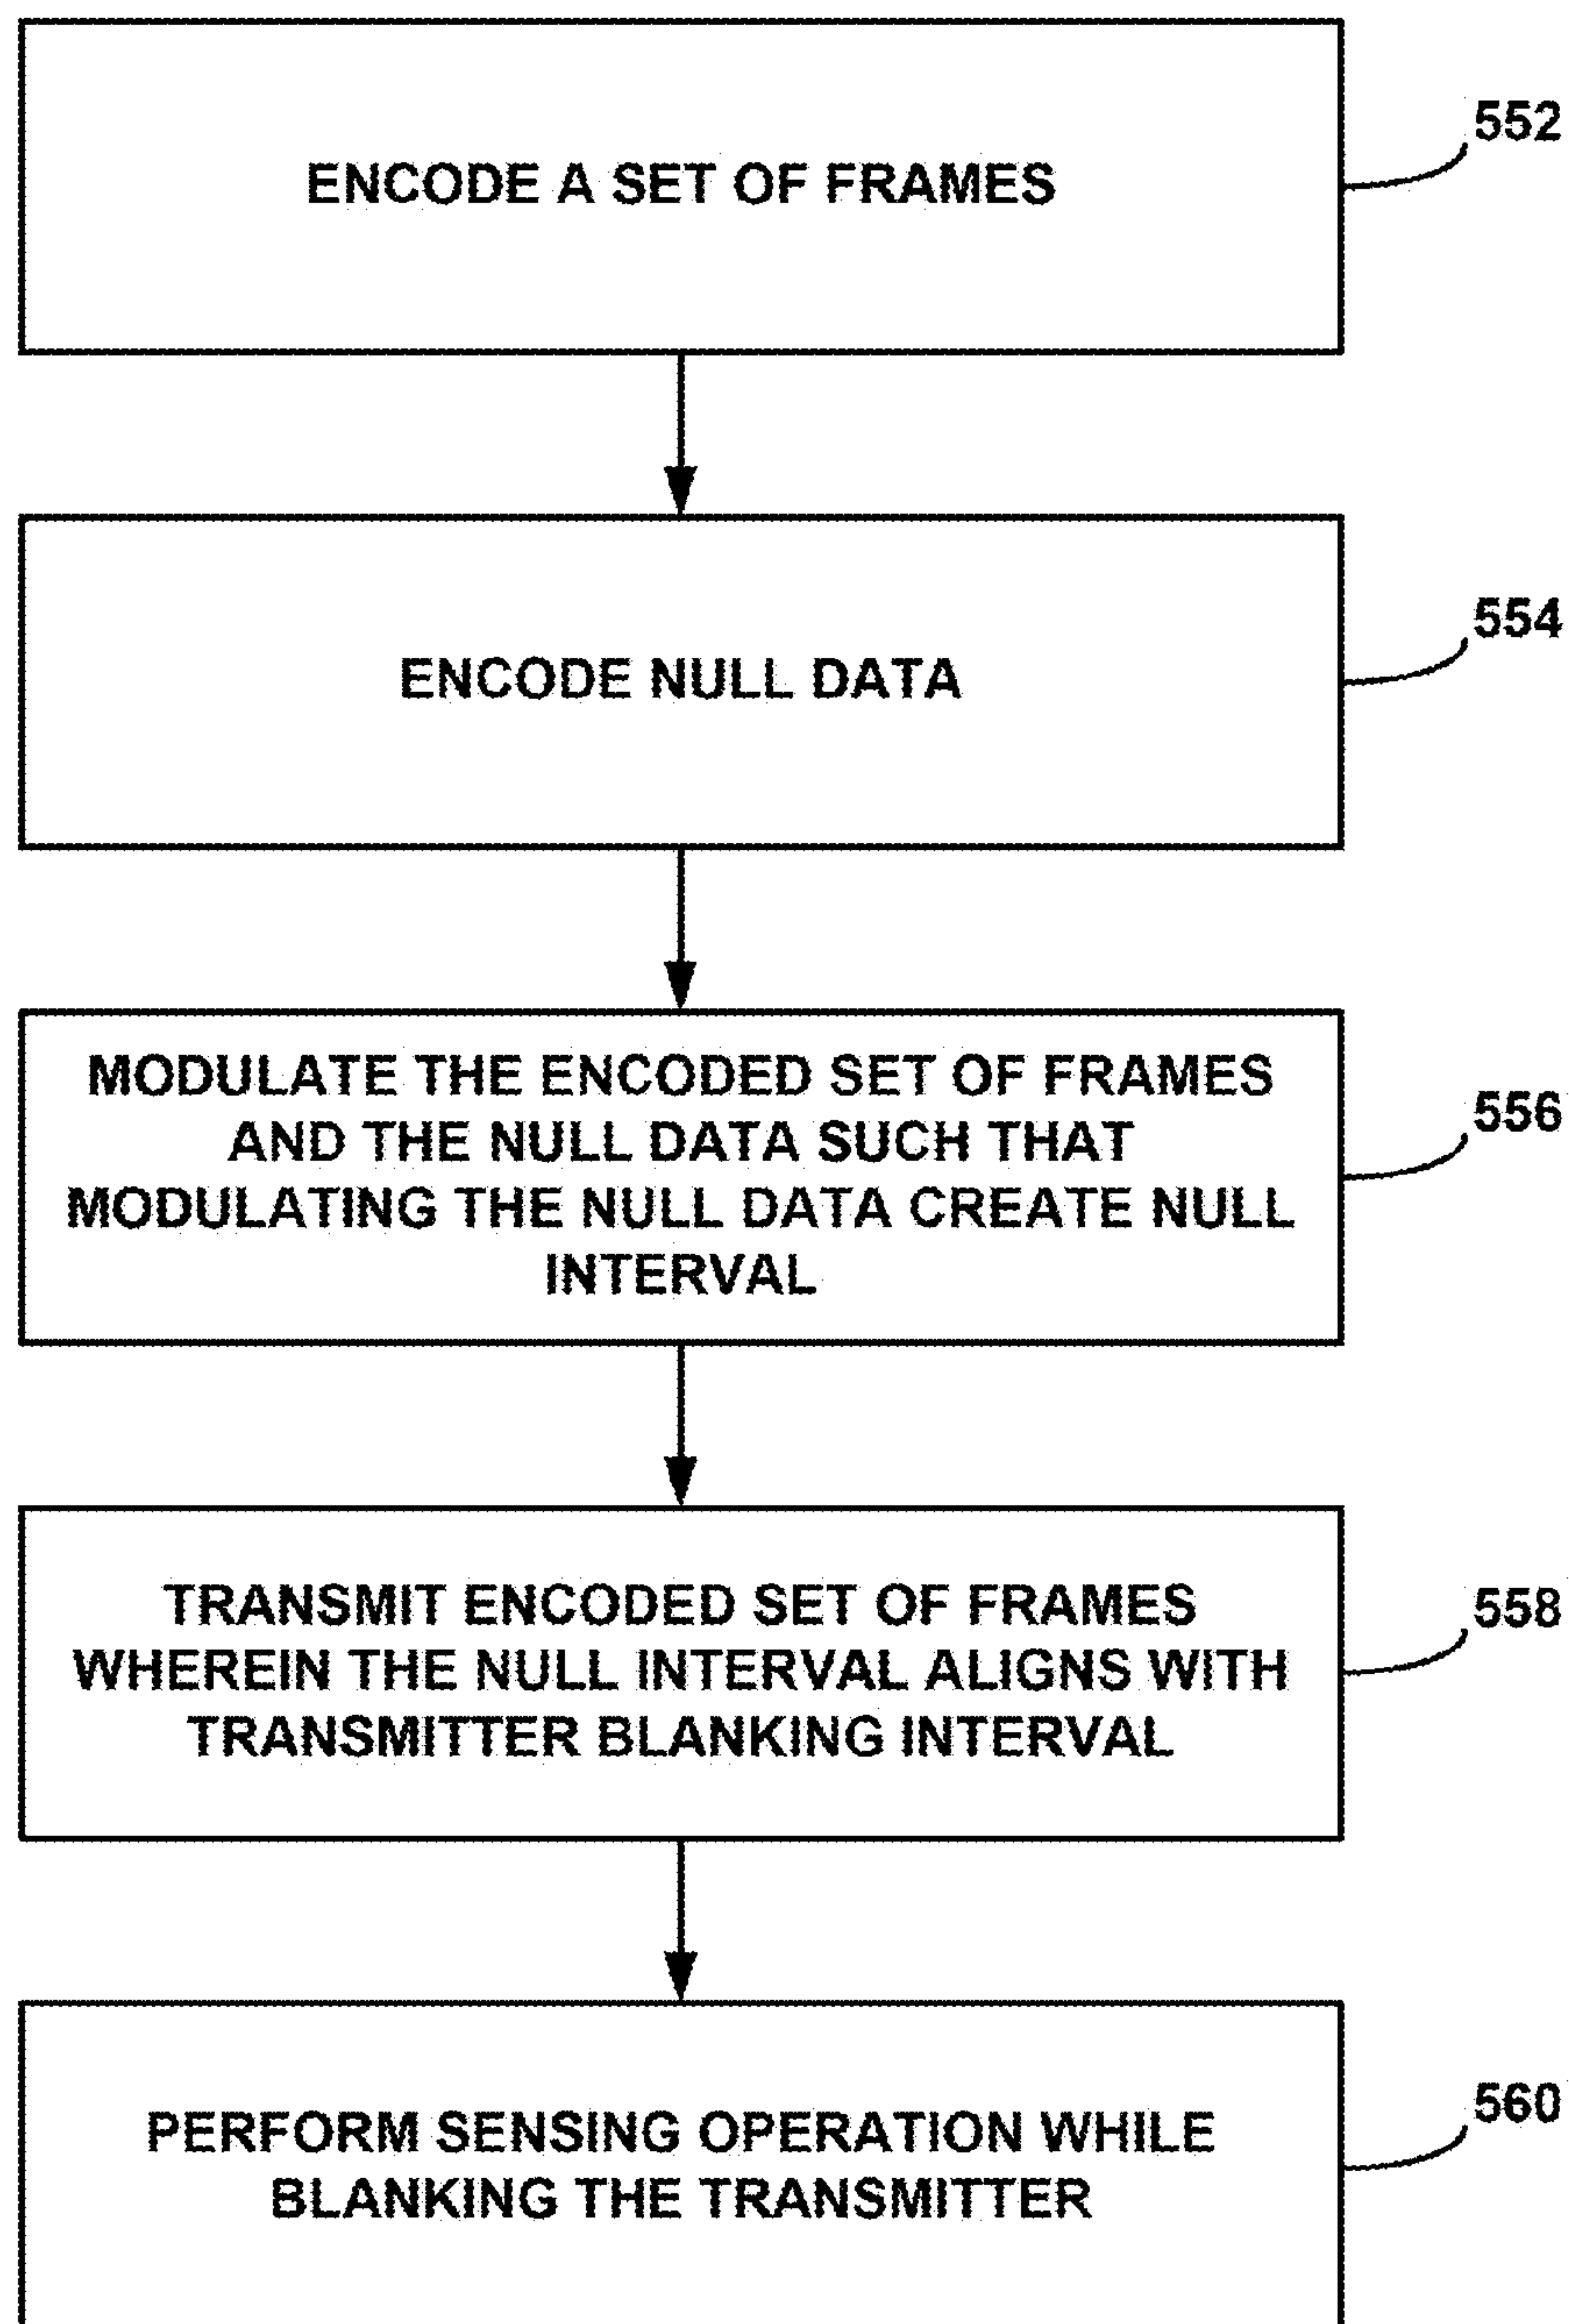 552
ENCODE A SET OF FRAMES
554
ENCODE NULL DATA
MODULATE THE ENCODED SET OF FRAMES
556
AND THE NULL DATA SUCH THAT
MODULATING THE NULL DATA CREATE NULL
INTERVAL
TRANSMIT ENCODED SET OF FRAMES
558
WHEREIN THE NULL INTERVAL ALIGNS WITH
TRANSMITTER BLANKING INTERVAL
560
PERFORM SENSING OPERATION WHILE
BLANKING THE TRANSMITTER